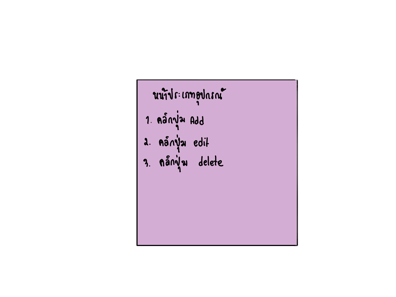 หน้าประเภทอุปกรณ์
1. คลิกปุ่ม Add
2. คลิกปุ่ม edit
3. คลิกปุ่ม delete